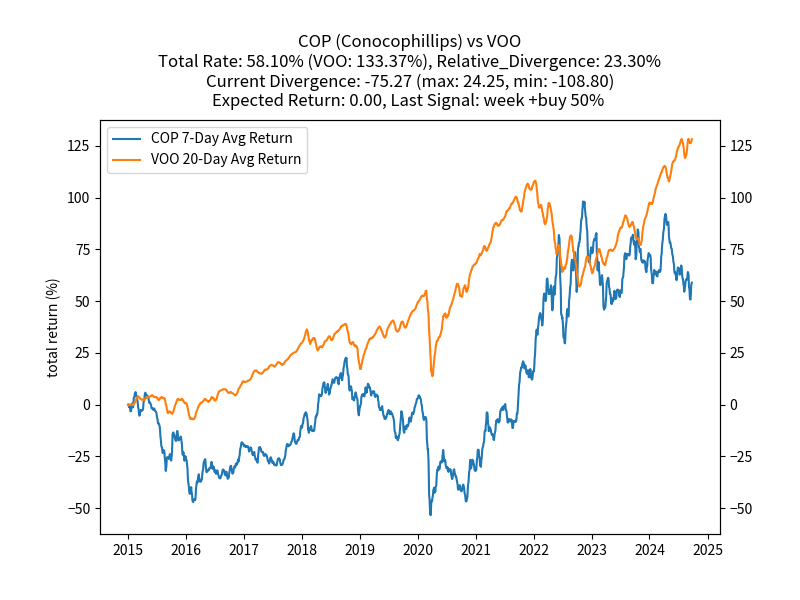 COP (Conocophillips) vs VOO
Total Rate: 58.10% (VOO: 133.37%), Relative_Divergence: 23.30%
Current Divergence: -75.27 (max: 24.25, min: -108.80)
Expected Return: 0.00, Last Signal: week +buy 50%
COP 7-Day Avg Return
VOO 20-Day Avg Return
total return (%)
125
100
75
50
25
0
−25
−50
125
100
75
50
25
0
−25
−50
2015 2016 2017 2018 2019 2020 2021 2022 2023 2024 2025